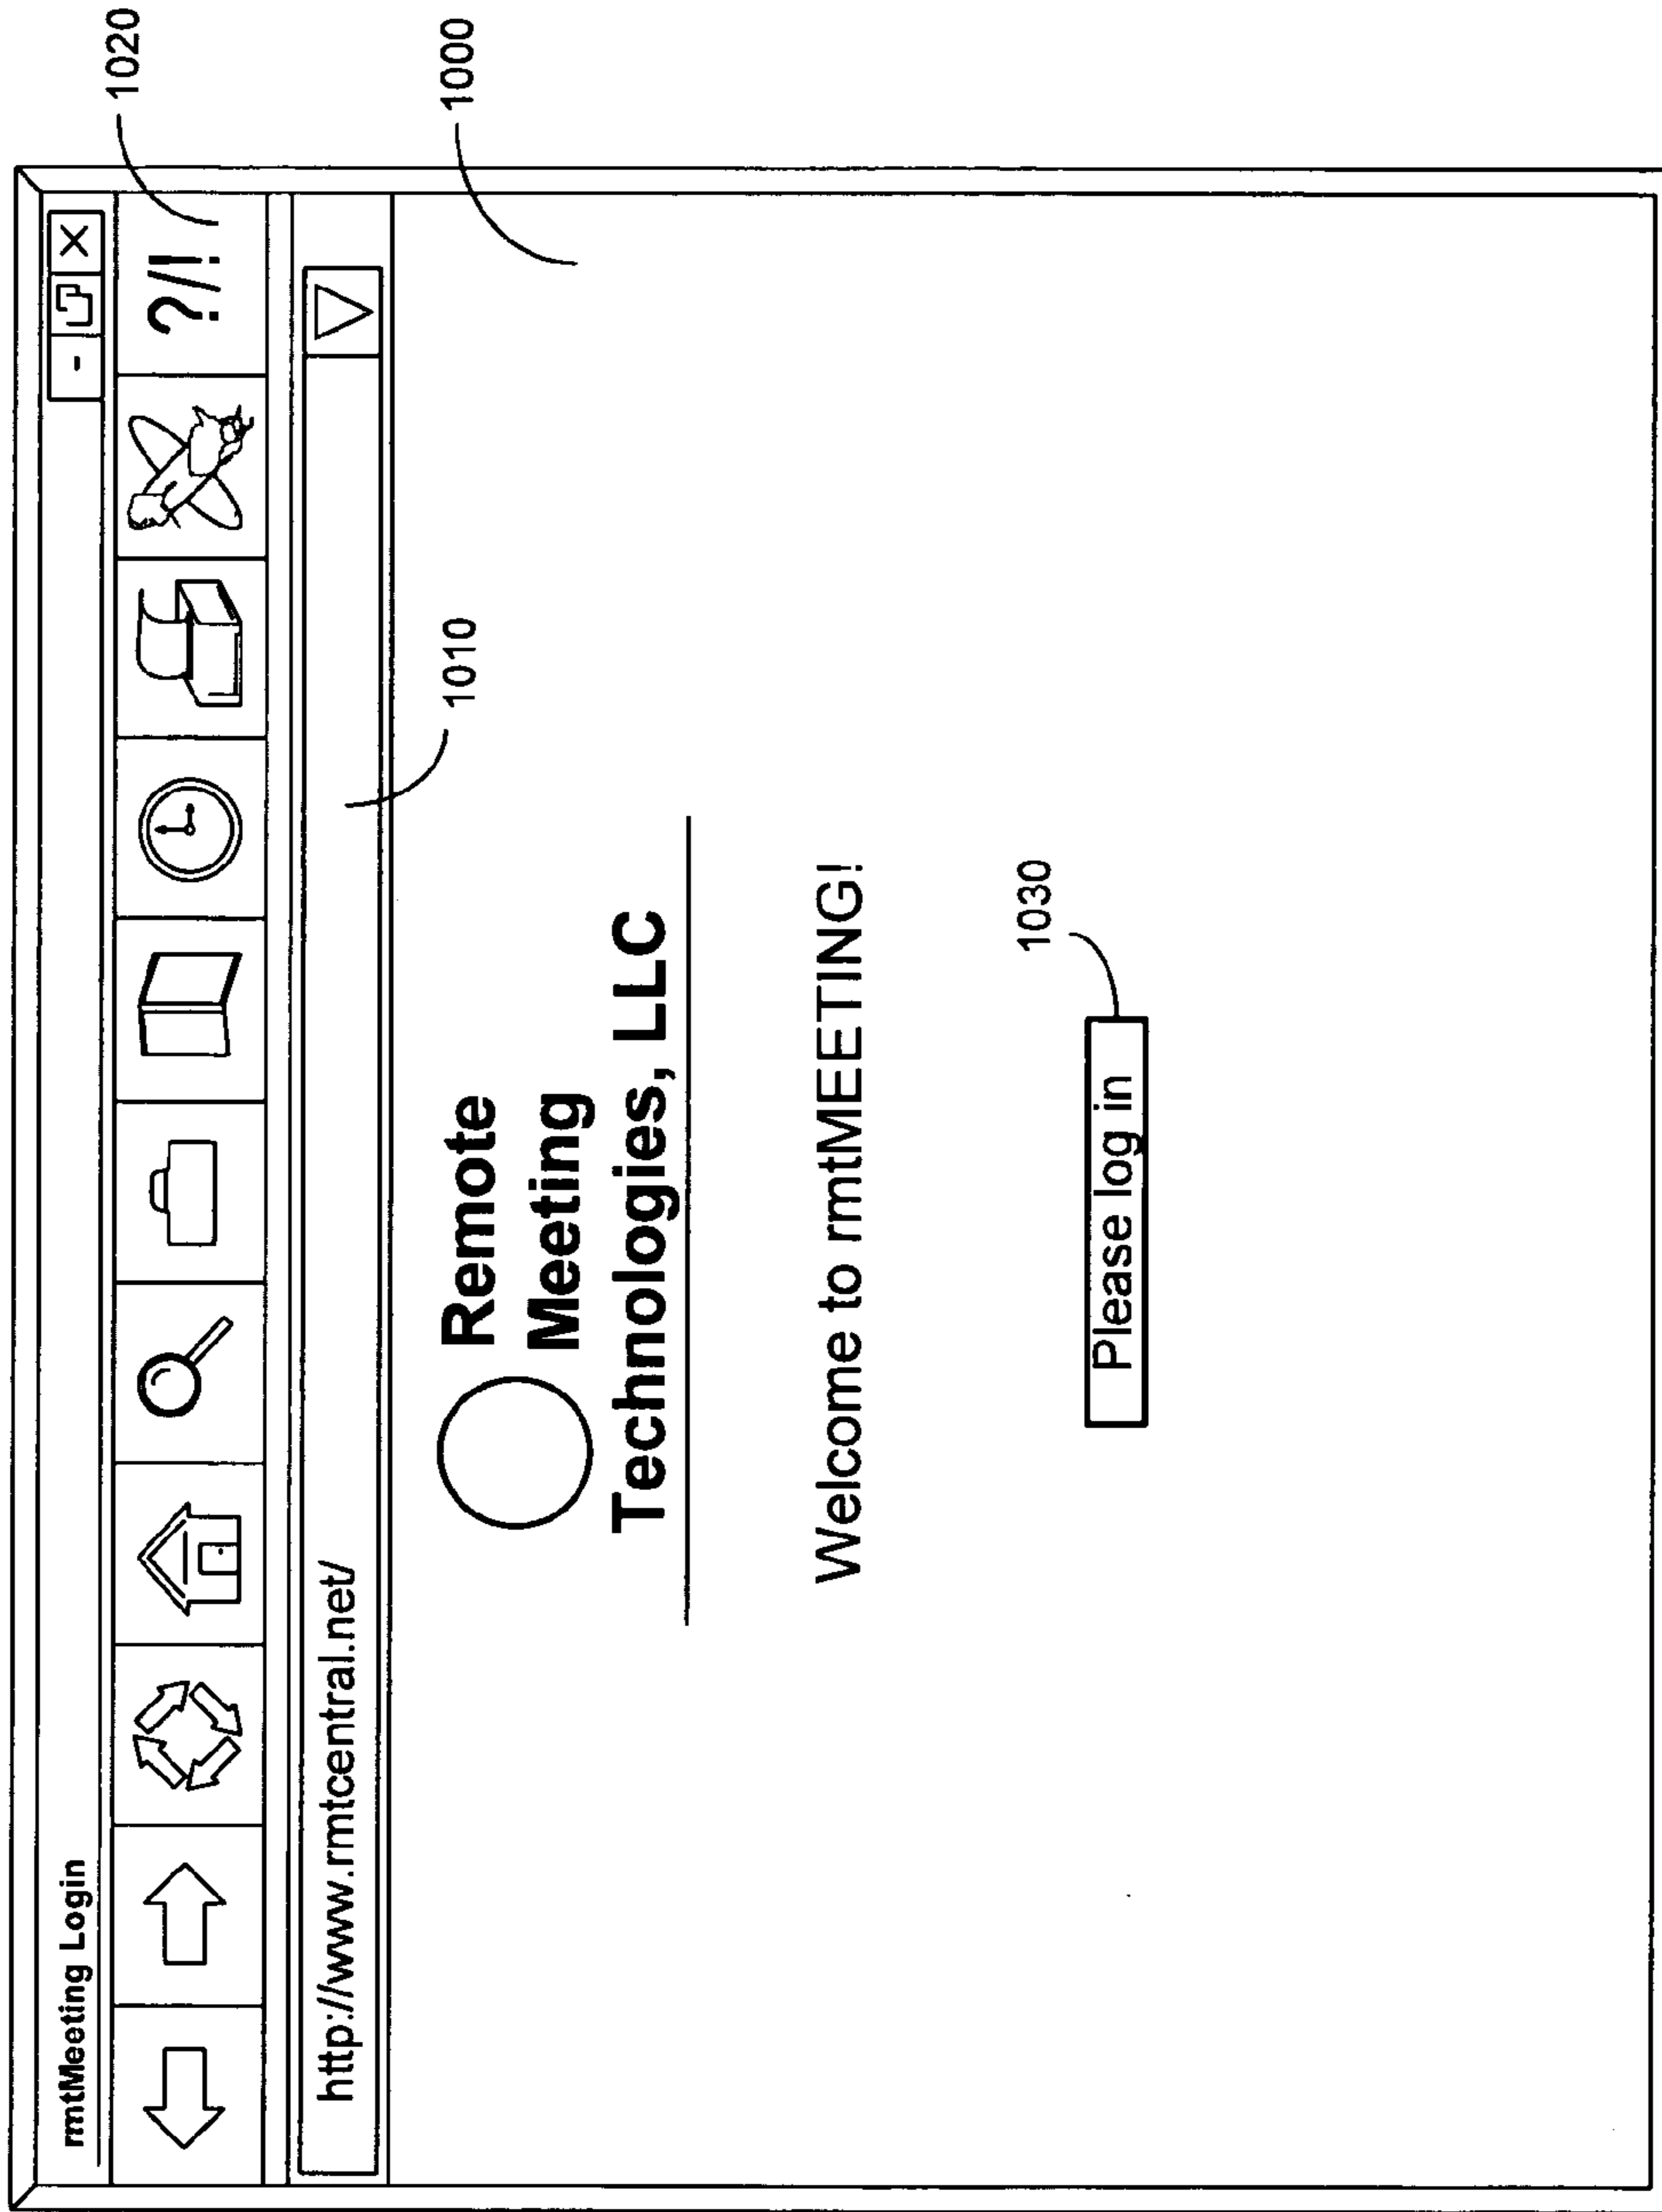 rmtMeeting Login
- X
?/!
1020
http://www.rmtcentral.net/
1010
1000
Remote
Meeting
Technologies, LLC
Welcome to rmtMEETING!
1030
Please log in